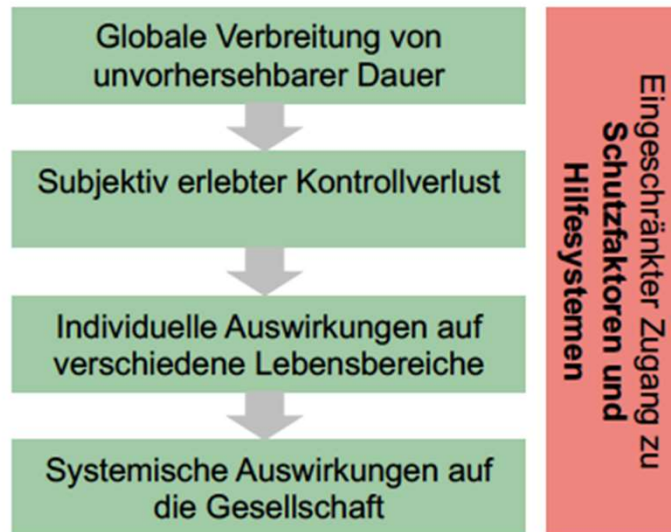 Globale Verbreitung von
unvorhersehbarer Dauer
Subjektiv erlebter Kontrollverlust
Individuelle Auswirkungen auf
verschiedene Lebensbereiche
Systemische Auswirkungen auf
die Gesellschaft
Eingeschränkter Zugang zu
Schutzfaktoren und
Hilfesystemen